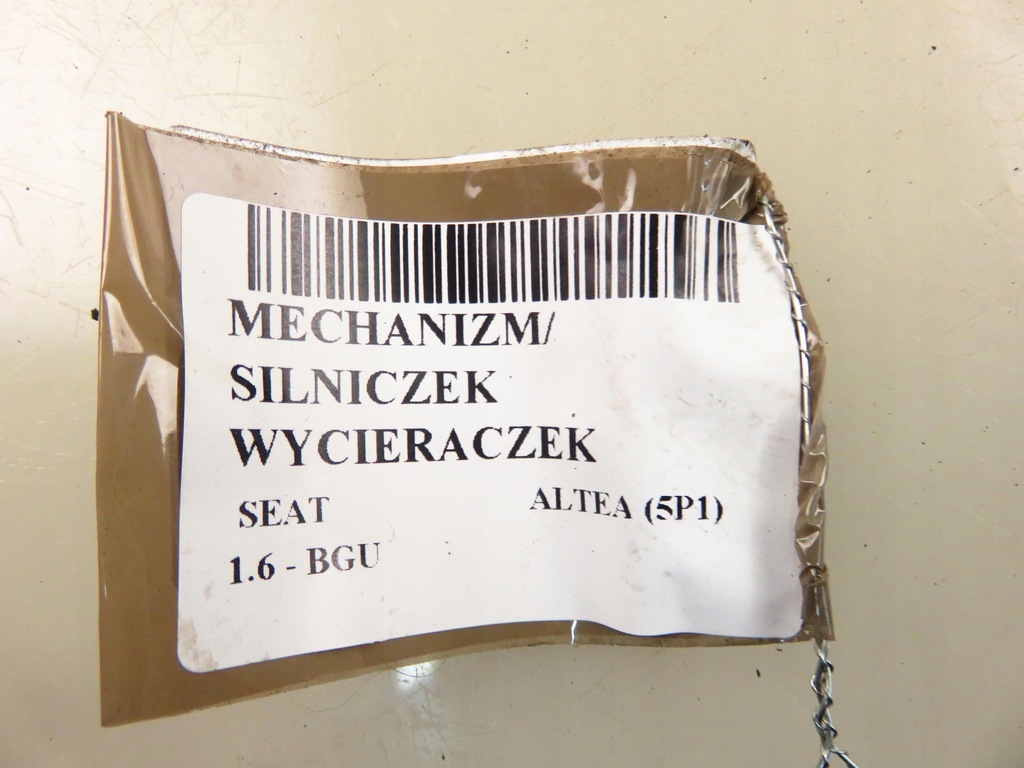 MECHANIZM/
SILNICZEK
WYCIERACZEK
SEAT ALTEA (5P1)
1.6 - BGU